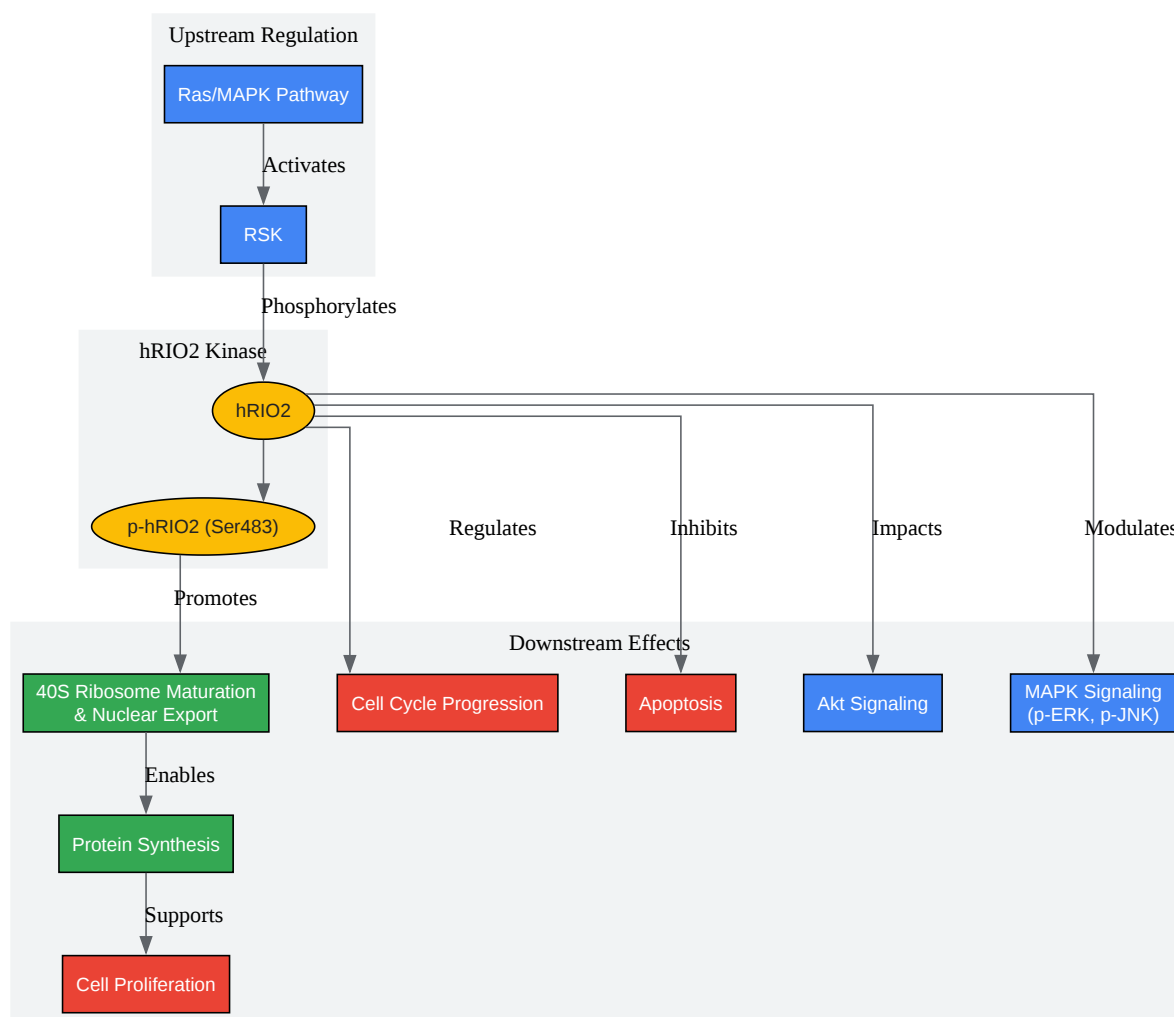 Upstream Regulation
Ras/MAPK Pathway
Activates
RSK
Phosphorylates
hRIO2 Kinase
hRIO2
p-hRIO2 (Ser483)
Regulates
Inhibits
Impacts
Modulates
Promotes
Downstream Effects
40S Ribosome Maturation
& Nuclear Export
Cell Cycle Progression
Apoptosis
Akt Signaling
MAPK Signaling
(p-ERK, p-JNK)
Enables
Protein Synthesis
Supports
Cell Proliferation